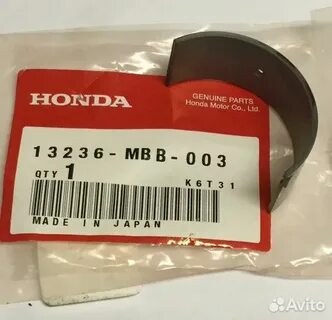 HONDA
GENUINE PARTS
Honda Motor Co., Ltd.
13236-MBB-003
QTY 1
K6T31
MADE IN JAPAN
Avito